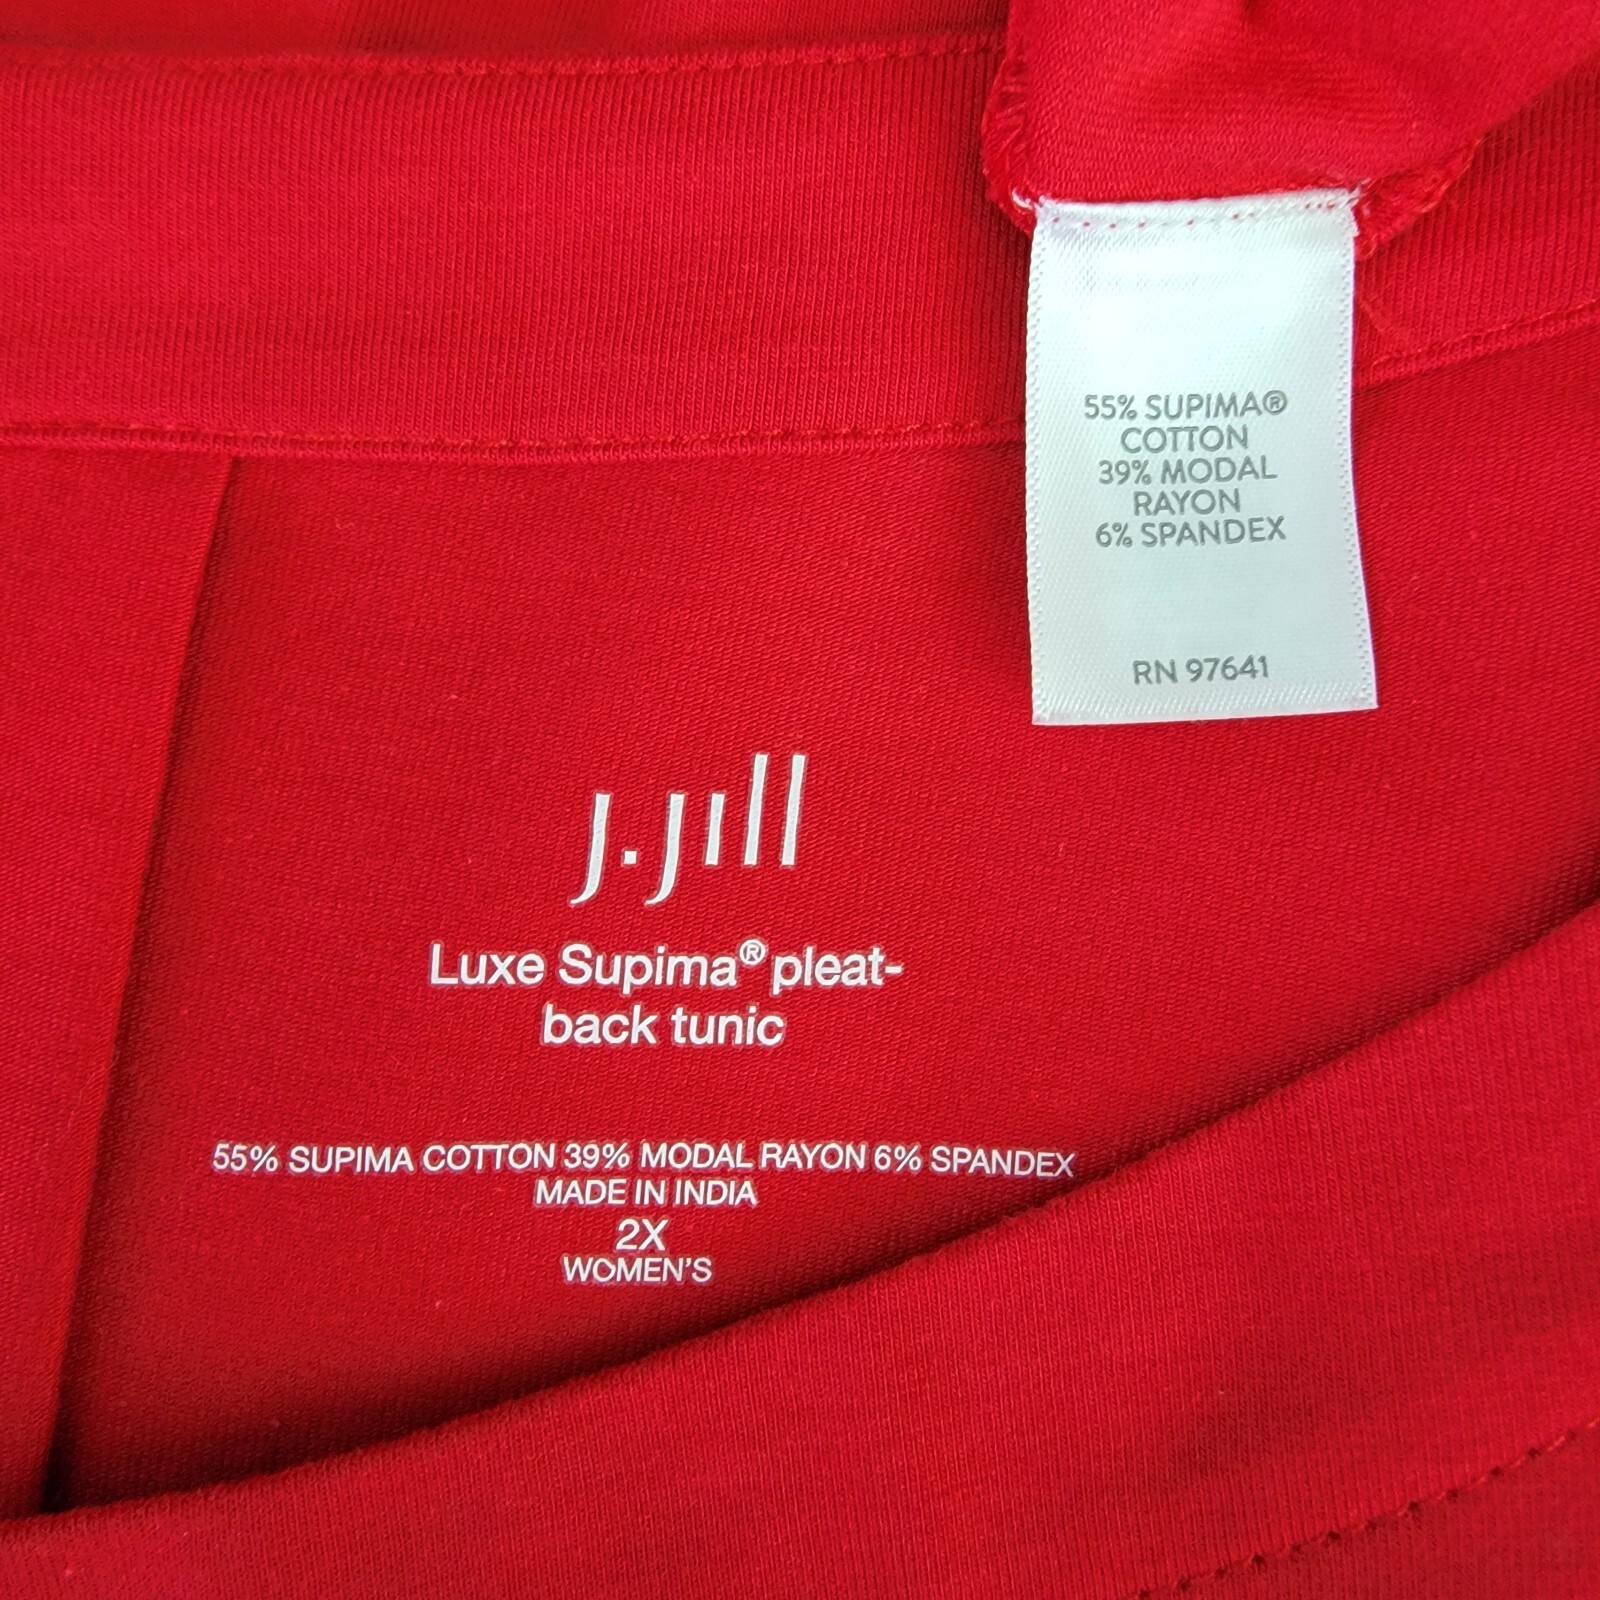 55% SUPIMA®
COTTON
39% MODAL
RAYON
6% SPANDEX
RN 97641
J.Jill
Luxe Supima® pleat-
back tunic
55% SUPIMA COTTON 39% MODAL RAYON 6% SPANDEX
MADE IN INDIA
2X
WOMEN'S